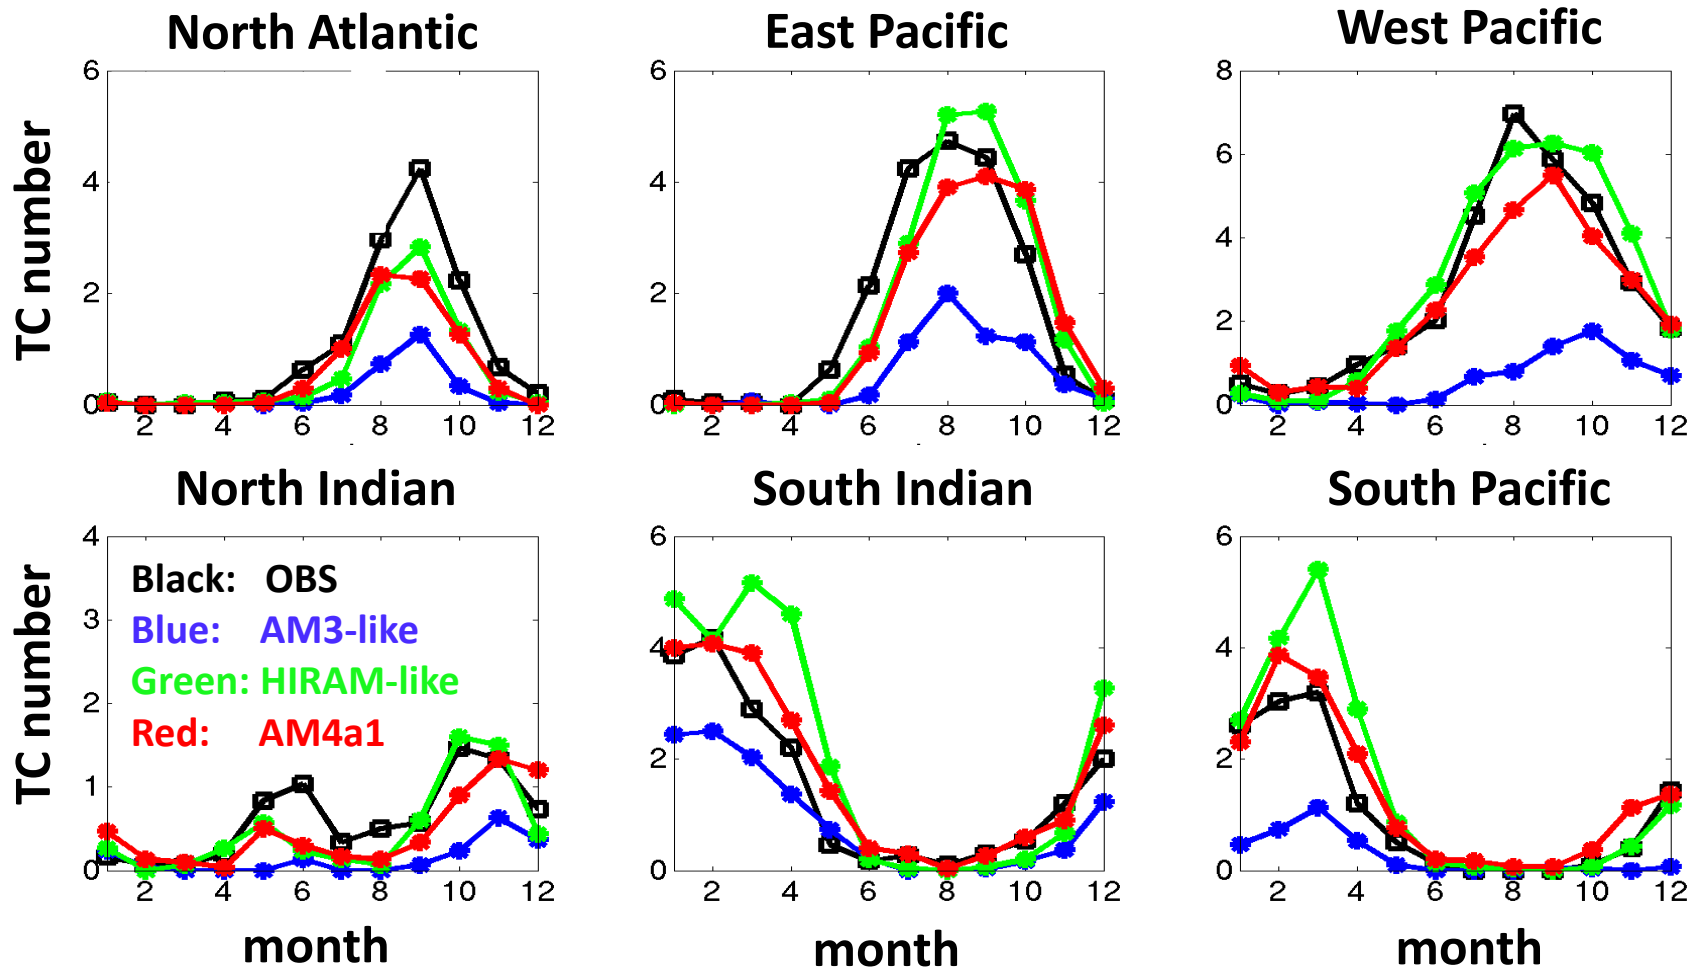 North Atlantic
East Pacific
West Pacific
TC number
6
4
2
0
2 4 6 8 10 12
6
4
2
0
2 4 6 8 10 12
8
6
4
2
0
2 4 6 8 10 12
North Indian
South Indian
South Pacific
TC number
4
3
2
1
0
Black: OBS
Blue: AM3-like
Green: HIRAM-like
Red: AM4a1
2 4 6 8 10 12
6
4
2
0
2 4 6 8 10 12
6
4
2
0
2 4 6 8 10 12
month
month
month